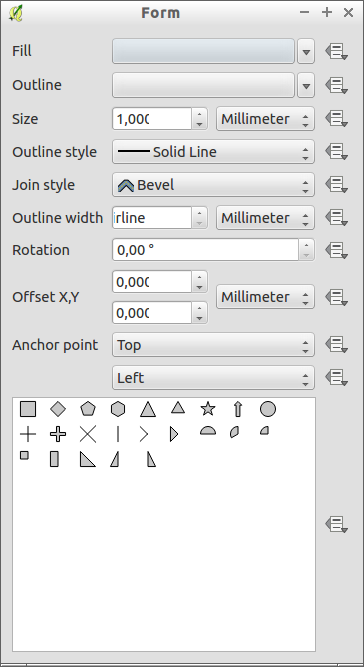 Form
Fill
Outline
Size 1,000 Millimeter
Outline style Solid Line
Join style Bevel
Outline width irline Millimeter
Rotation 0,00 °
Offset X,Y 0,000 Millimeter
0,000
Anchor point Top
Left